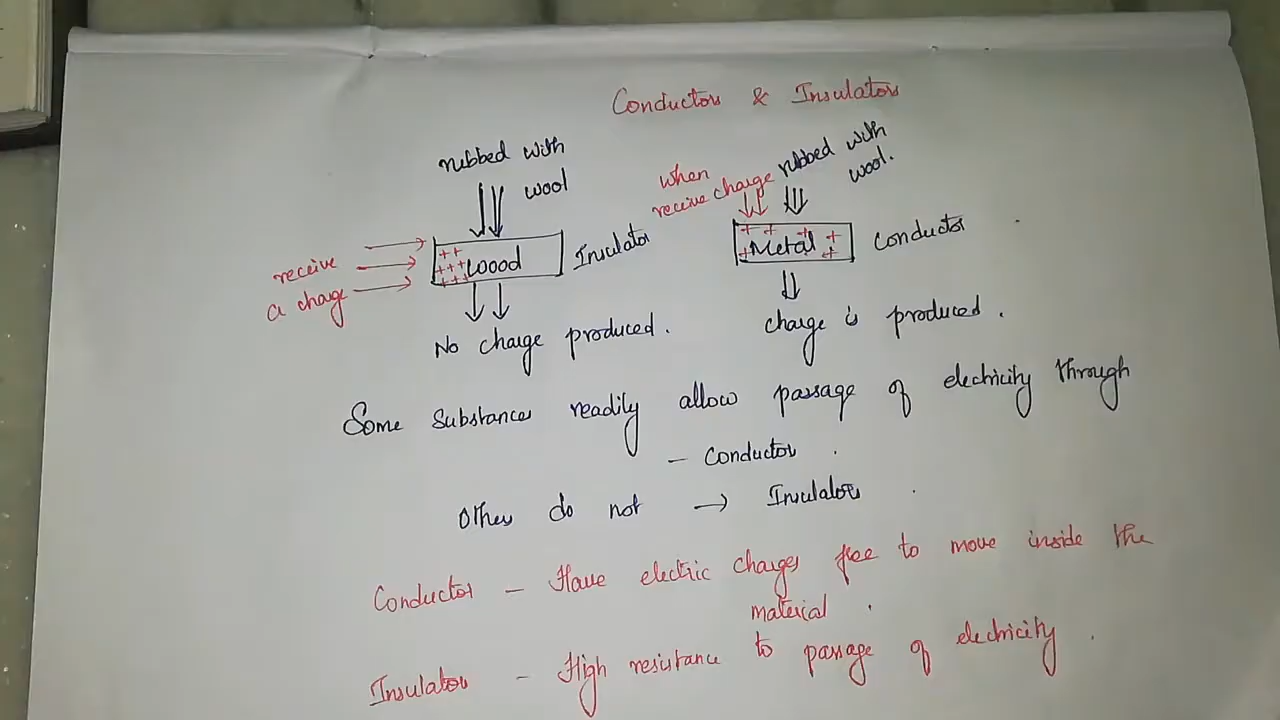 Conductors & Insulators
rubbed with
wool
receive
a charge
+ +
+ + +
+ + +
Wood
Insulator
No charge produced.
when
receive charge
rubbed with
wool.
+ + + +
+ + +
Metal
Conductor
charge is produced.
Some substances readily allow passage of electricity through
- Conductors.
Others do not → Insulators.
Conductors - Have electric charges free to move inside the
material.
Insulators - High resistance to passage of electricity.